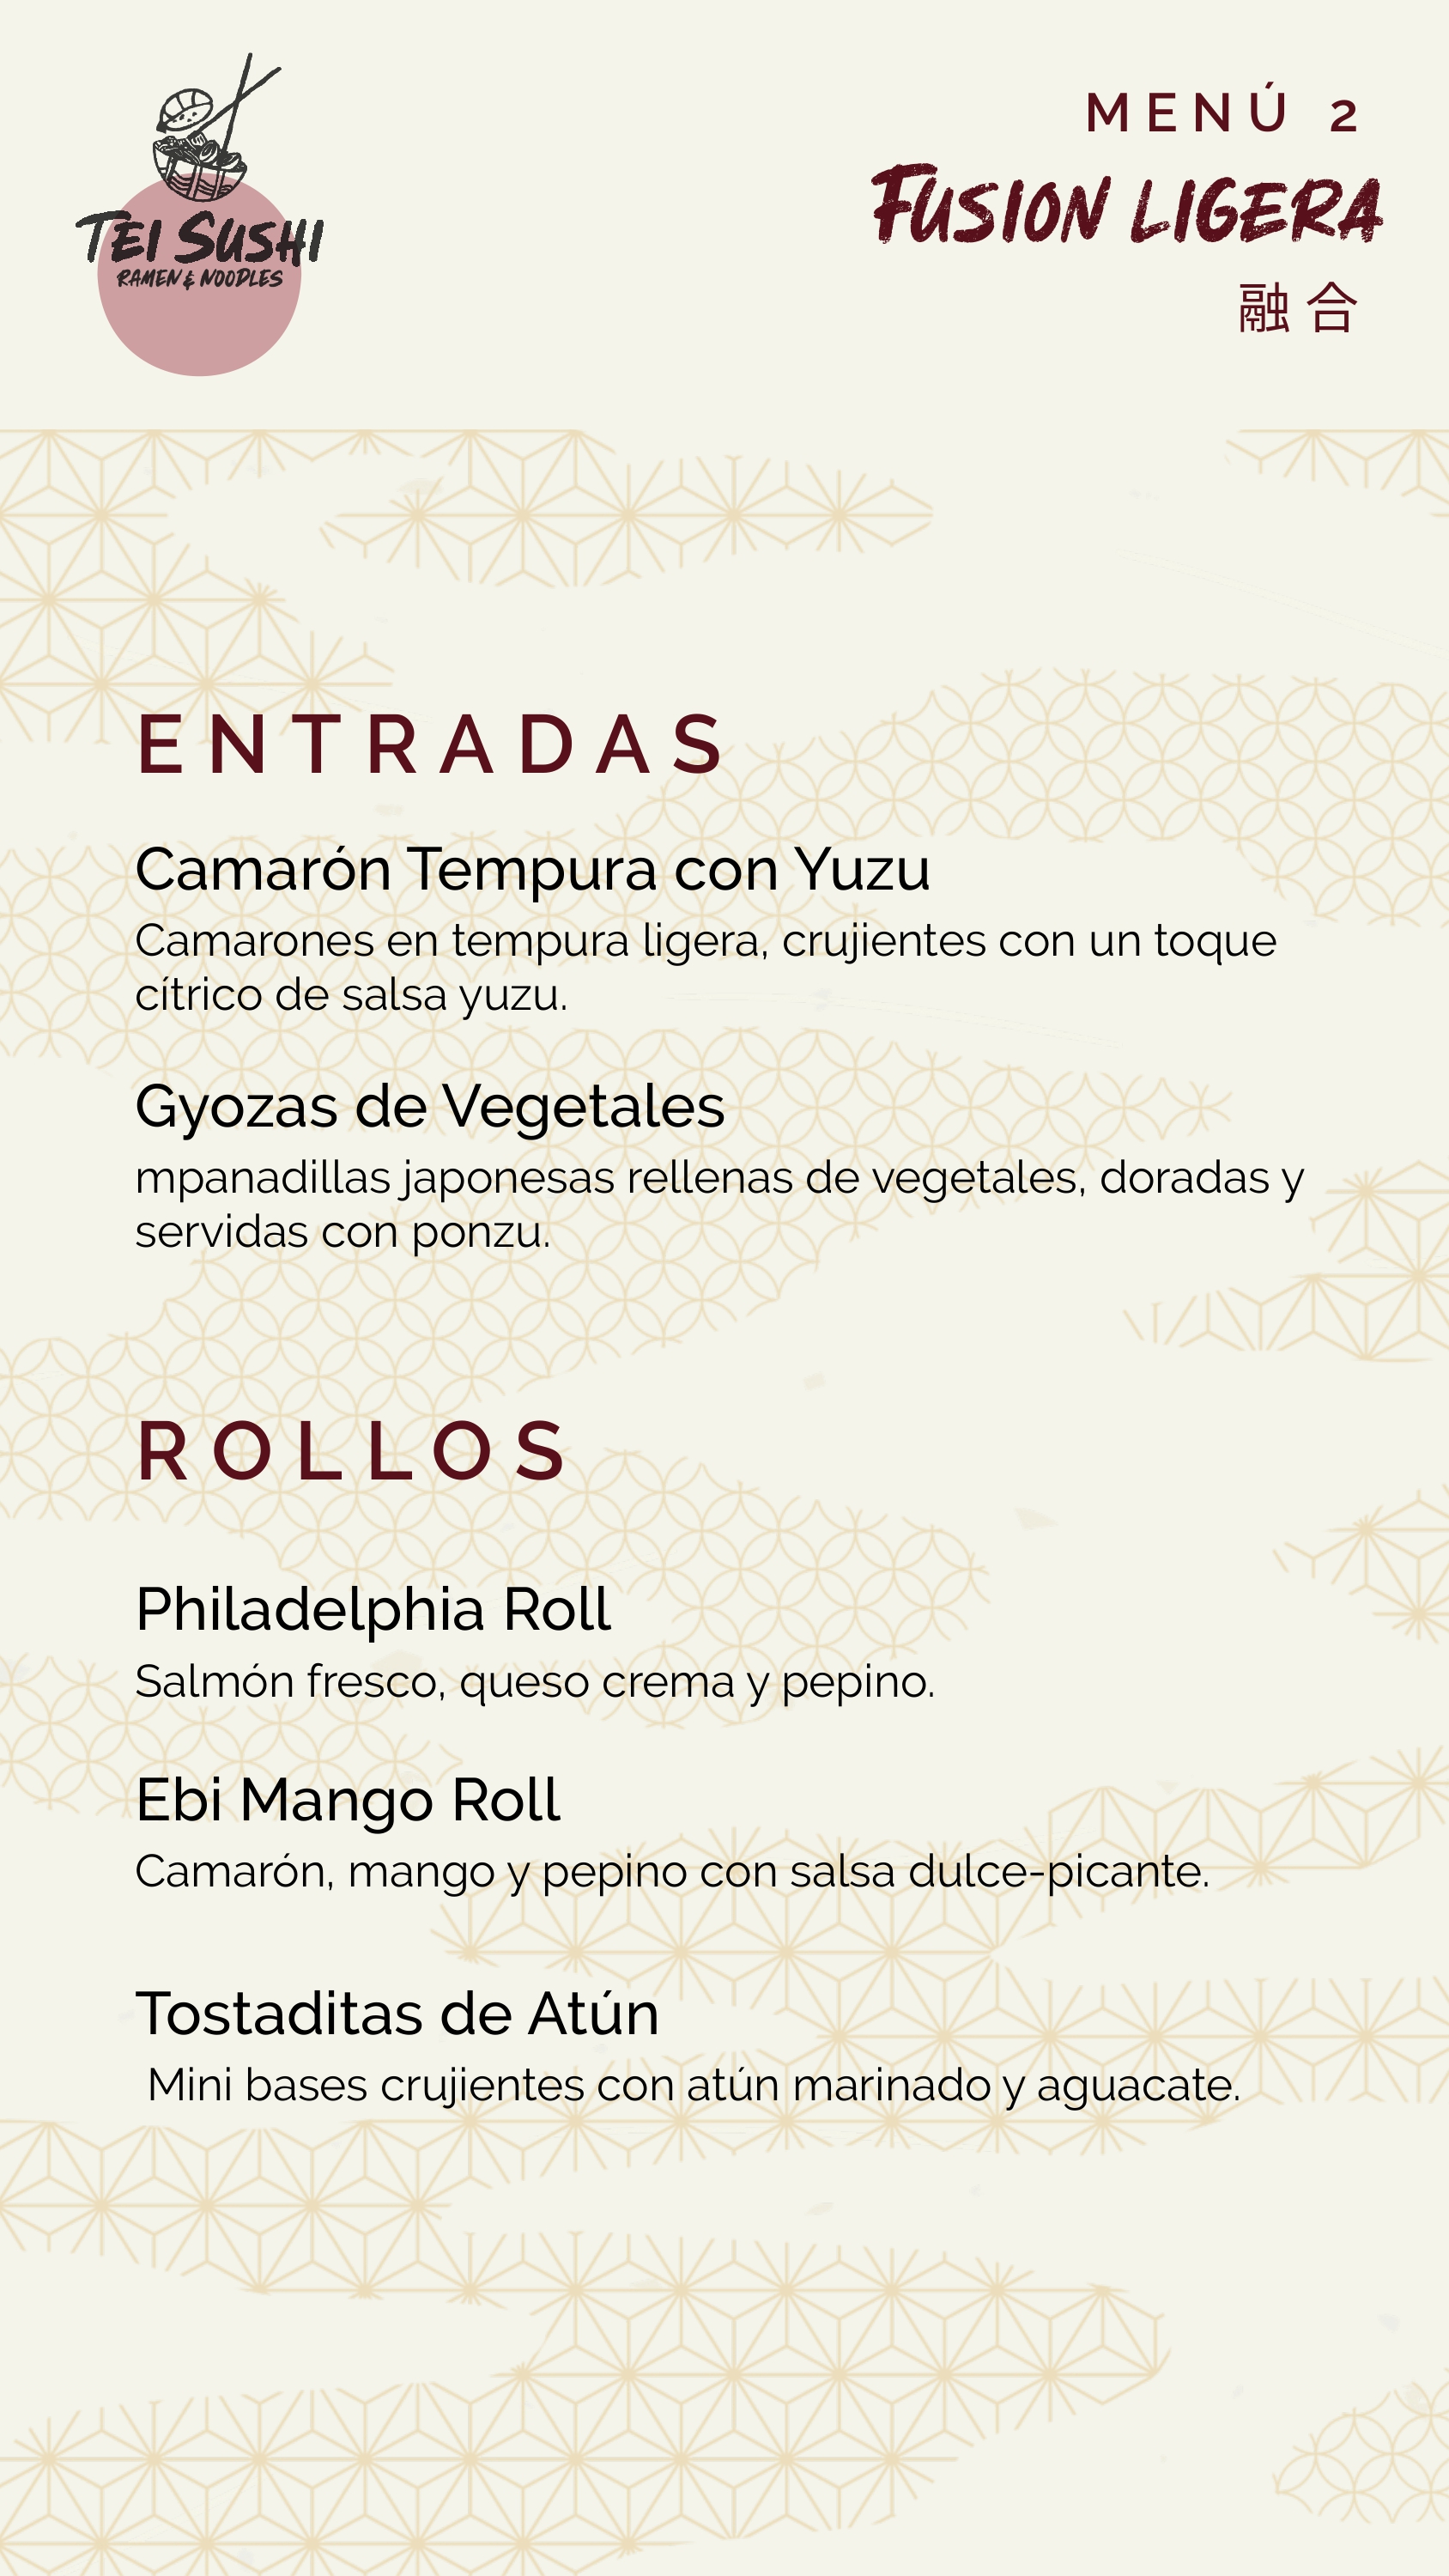 TEI SUSHI
RAMEN & NOODLES
MENÚ 2
FUSION LIGERA
融合
ENTRADAS
Camarón Tempura con Yuzu
Camarones en tempura ligera, crujientes con un toque
cítrico de salsa yuzu.
Gyozas de Vegetales
mpanadillas japonesas rellenas de vegetales, doradas y
servidas con ponzu.
ROLLOS
Philadelphia Roll
Salmón fresco, queso crema y pepino.
Ebi Mango Roll
Camarón, mango y pepino con salsa dulce-picante.
Tostaditas de Atún
Mini bases crujientes con atún marinado y aguacate.